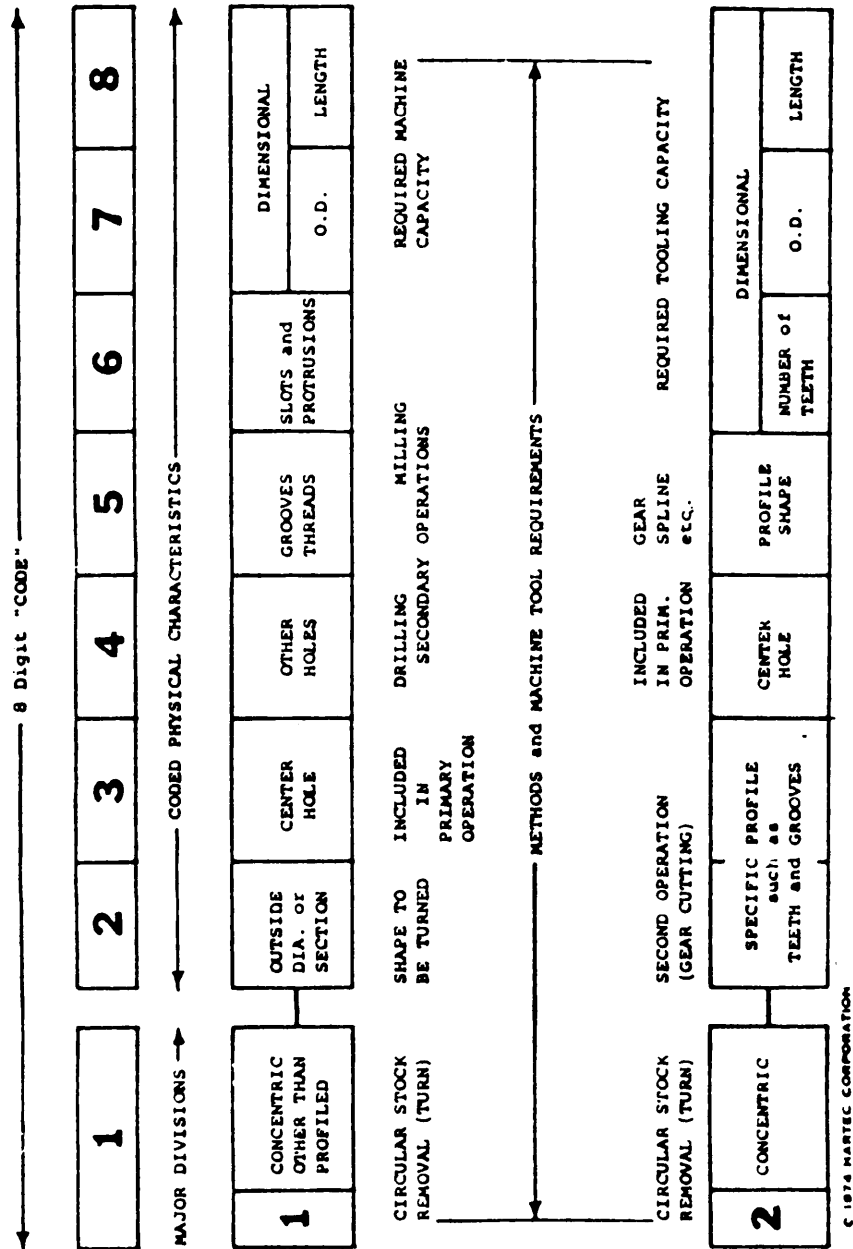 8 Digit "CODE"
1 2 3 4 5 6 7 8
MAJOR DIVISIONS
CODED PHYSICAL CHARACTERISTICS
1
CONCENTRIC
OTHER THAN
PROFILED
OUTSIDE
DIA. or
SECTION
CENTER
HOLE
OTHER
HOLES
GROOVES
THREADS
SLOTS and
PROTRUSIONS
DIMENSIONAL
O.D.
LENGTH
CIRCULAR STOCK
REMOVAL (TURN)
SHAPE TO
BE TURNED
INCLUDED
IN
PRIMARY
OPERATION
DRILLING MILLING
SECONDARY OPERATIONS
REQUIRED MACHINE
CAPACITY
METHODS and MACHINE TOOL REQUIREMENTS
CIRCULAR STOCK
REMOVAL (TURN)
SECOND OPERATION
(GEAR CUTTING)
INCLUDED
IN PRIM.
OPERATION
GEAR
SPLINE
etc.
REQUIRED TOOLING CAPACITY
2
CONCENTRIC
SPECIFIC PROFILE
such as
TEETH and GROOVES
CENTER
HOLE
PROFILE
SHAPE
DIMENSIONAL
NUMBER of
TEETH
O.D.
LENGTH
© 1974 MARTEC CORPORATION